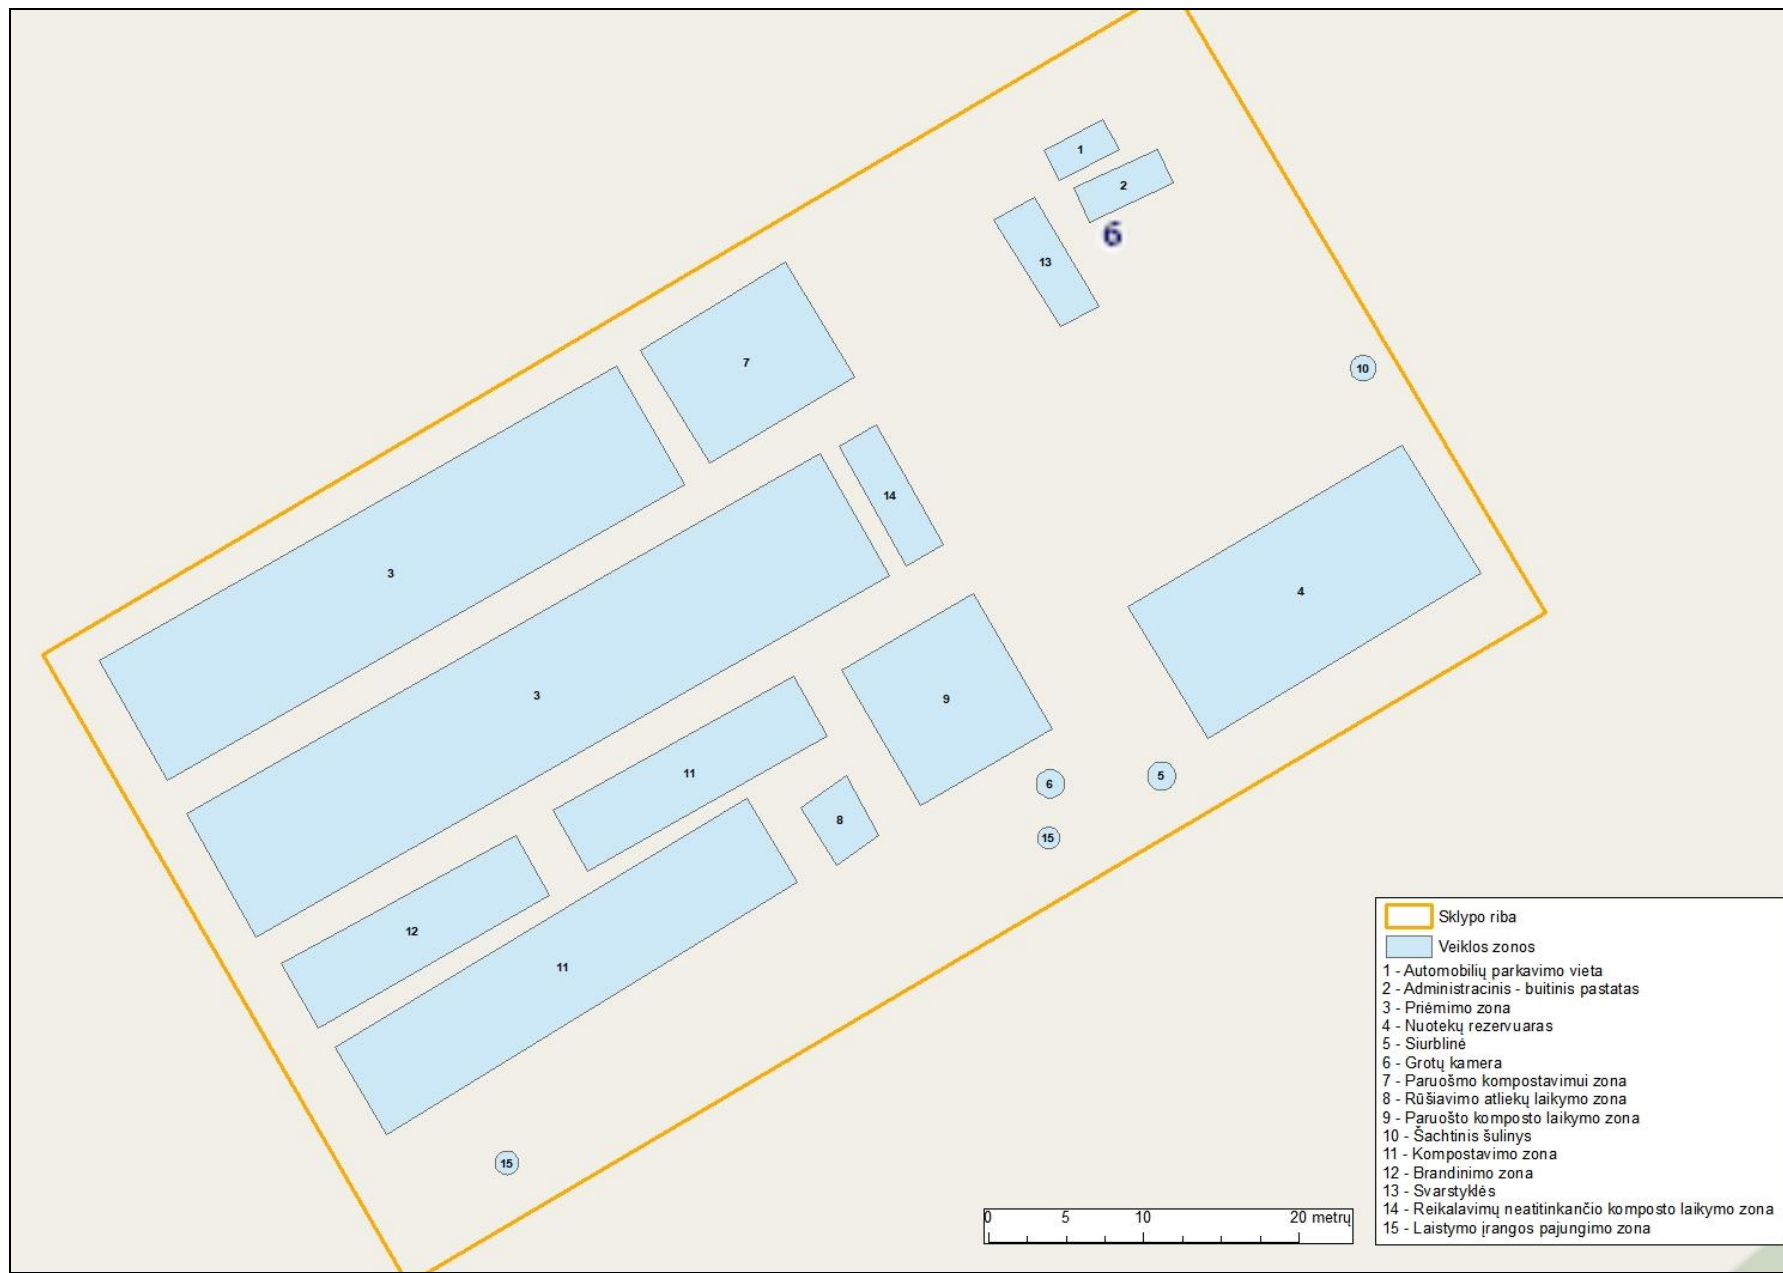 1
2
6
13
7
10
14
3
4
3
9
11
6
5
8
15
12
11
15
Sklypo riba
Veiklos zonos
1 - Automobilių parkavimo vieta
2 - Administracinis - buitinis pastatas
3 - Priėmimo zona
4 - Nuotekų rezervuaras
5 - Siurblinė
6 - Grotų kamera
7 - Paruošmo kompostavimui zona
8 - Rūšiavimo atliekų laikymo zona
9 - Paruošto komposto laikymo zona
10 - Šachtinis šulinys
11 - Kompostavimo zona
12 - Brandinimo zona
13 - Svarstyklės
14 - Reikalavimų neatitinkančio komposto laikymo zona
15 - Laistymo įrangos pajungimo zona
0 5 10 20 metrų